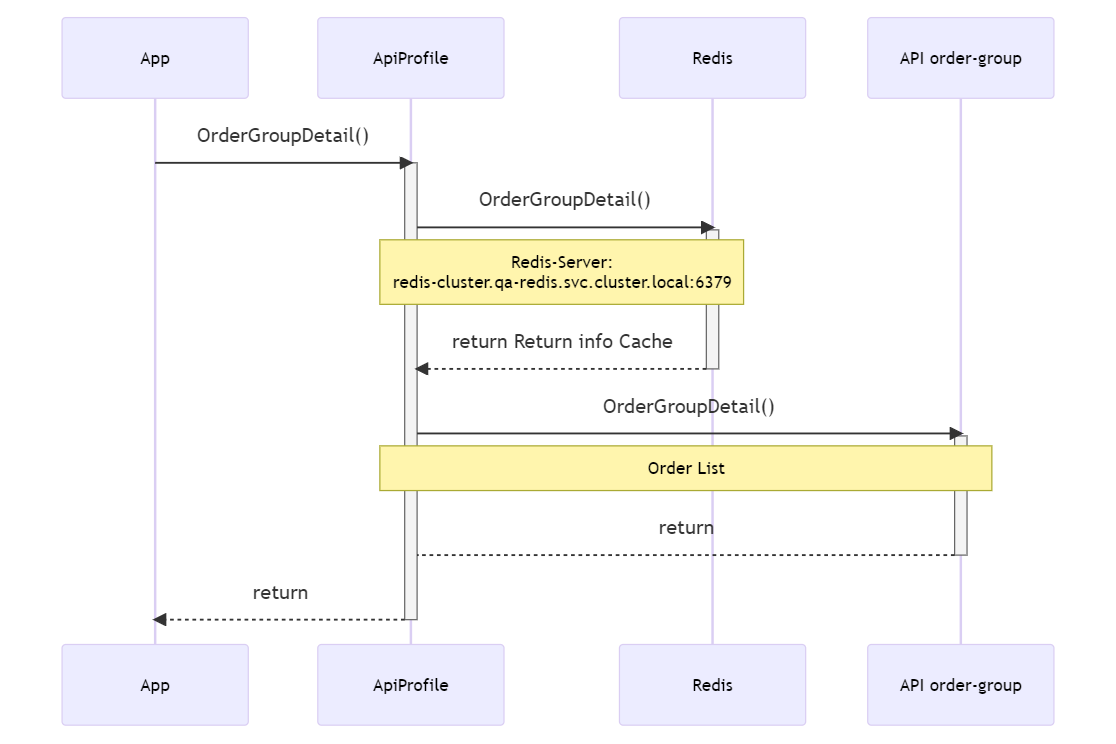 App
ApiProfile
Redis
API order-group
OrderGroupDetail()
OrderGroupDetail()
Redis-Server:
redis-cluster.qa-redis.svc.cluster.local:6379
return Return info Cache
OrderGroupDetail()
Order List
return
return
App
ApiProfile
Redis
API order-group